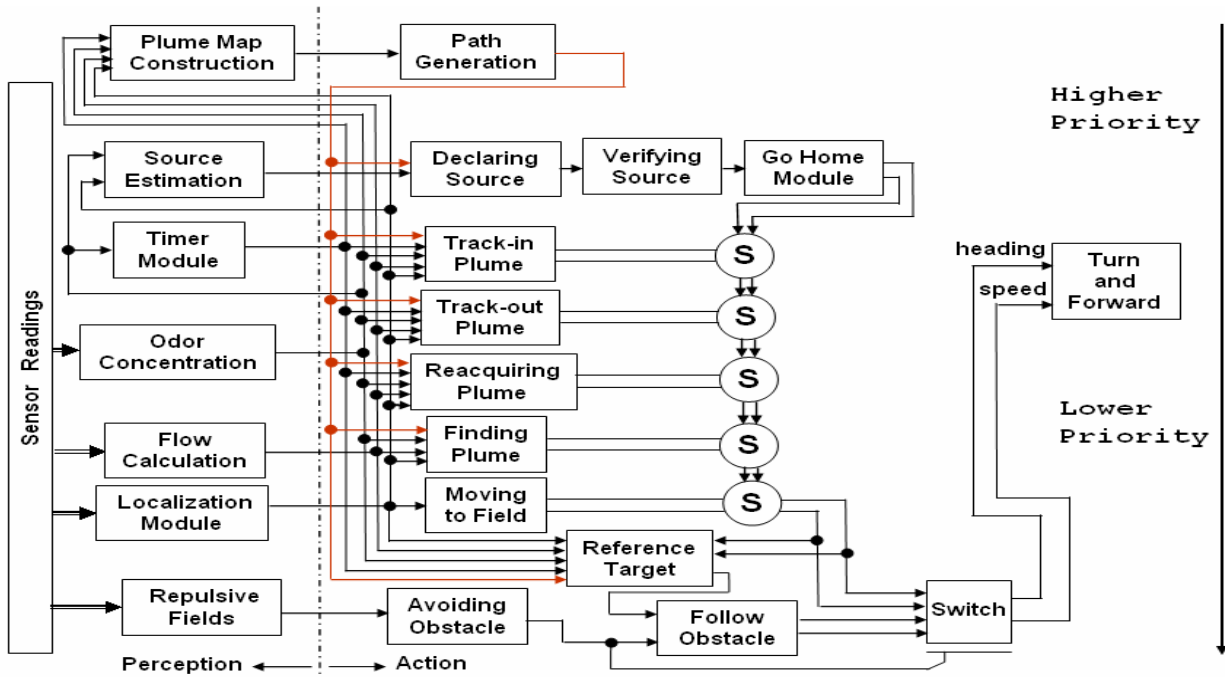 Plume Map
Construction
Path
Generation
Higher
Priority
Source
Estimation
Declaring
Source
Verifying
Source
Go Home
Module
Timer
Module
Track-in
Plume
S
heading
speed
Turn
and
Forward
Sensor Readings
Track-out
Plume
S
Odor
Concentration
Reacquiring
Plume
S
Lower
Priority
Flow
Calculation
Finding
Plume
S
Localization
Module
Moving
to Field
S
Reference
Target
Repulsive
Fields
Avoiding
Obstacle
Follow
Obstacle
Switch
Perception
Action